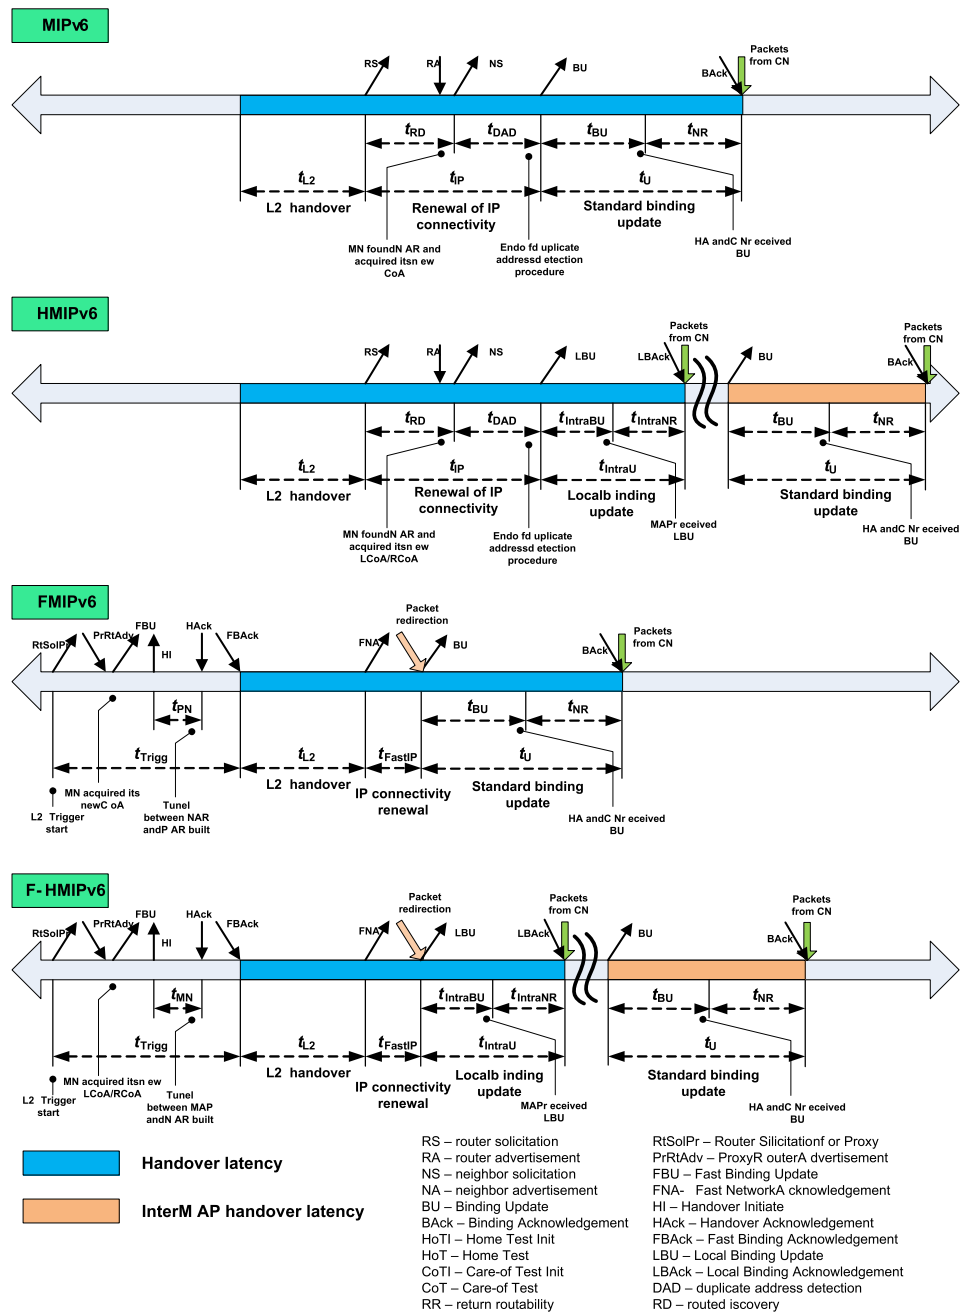 MIPv6
Packets
from CN
RS
RA
NS
BU
BAck
tRD
tDAD
tBU
tNR
tL2
tIP
tU
L2 handover
Renewal of IP
connectivity
Standard binding
update
MN foundN AR and
acquired itsn ew
CoA
Endo fd uplicate
addressd etection
procedure
HA andC Nr eceived
BU
HMIPv6
Packets
from CN
Packets
from CN
RS
RA
NS
LBU
LBAck
BU
BAck
tRD
tDAD
tIntraBU
tIntraNR
tBU
tNR
tL2
tIP
tIntraU
tU
L2 handover
Renewal of IP
connectivity
Localb inding
update
Standard binding
update
MN foundN AR and
acquired itsn ew
LCoA/RCoA
Endo fd uplicate
addressd etection
procedure
MAPr eceived
LBU
HA andC Nr eceived
BU
FMIPv6
Packet
redirection
RtSolPr
PrRtAdv
FBU
HI
HAck
FBAck
FNA
BU
BAck
Packets
from CN
tPN
tBU
tNR
tTrigg
tL2
tFastIP
tU
L2 handover
IP connectivity
renewal
Standard binding
update
MN acquired its
newC oA
L2 Trigger
start
Tunel
between NAR
andP AR built
HA andC Nr eceived
BU
F- HMIPv6
Packet
redirection
Packets
from CN
Packets
from CN
RtSolPr
PrRtAdv
FBU
HI
HAck
FBAck
FNA
LBU
LBAck
BU
BAck
tMN
tIntraBU
tIntraNR
tBU
tNR
tTrigg
tL2
tFastIP
tIntraU
tU
L2 handover
IP connectivity
renewal
Localb inding
update
Standard binding
update
MN acquired itsn ew
LCoA/RCoA
L2 Trigger
start
Tunel
between MAP
andN AR built
MAPr eceived
LBU
HA andC Nr eceived
BU
Handover latency
InterM AP handover latency
RS – router solicitation
RA – router advertisement
NS – neighbor solicitation
NA – neighbor advertisement
BU – Binding Update
BAck – Binding Acknowledgement
HoTI – Home Test Init
HoT – Home Test
CoTI – Care-of Test Init
CoT – Care-of Test
RR – return routability
RtSolPr – Router Silicitationf or Proxy
PrRtAdv – ProxyR outerA dvertisement
FBU – Fast Binding Update
FNA- Fast NetworkA cknowledgement
HI – Handover Initiate
HAck – Handover Acknowledgement
FBAck – Fast Binding Acknowledgement
LBU – Local Binding Update
LBAck – Local Binding Acknowledgement
DAD – duplicate address detection
RD – routed iscovery